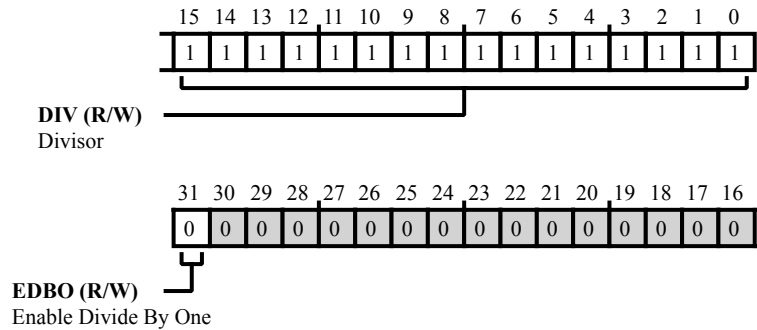 15 14 13 12 11 10 9 8 7 6 5 4 3 2 1 0
1 1 1 1 1 1 1 1 1 1 1 1 1 1 1 1
DIV (R/W)
Divisor
31 30 29 28 27 26 25 24 23 22 21 20 19 18 17 16
0 0 0 0 0 0 0 0 0 0 0 0 0 0 0 0
EDBO (R/W)
Enable Divide By One